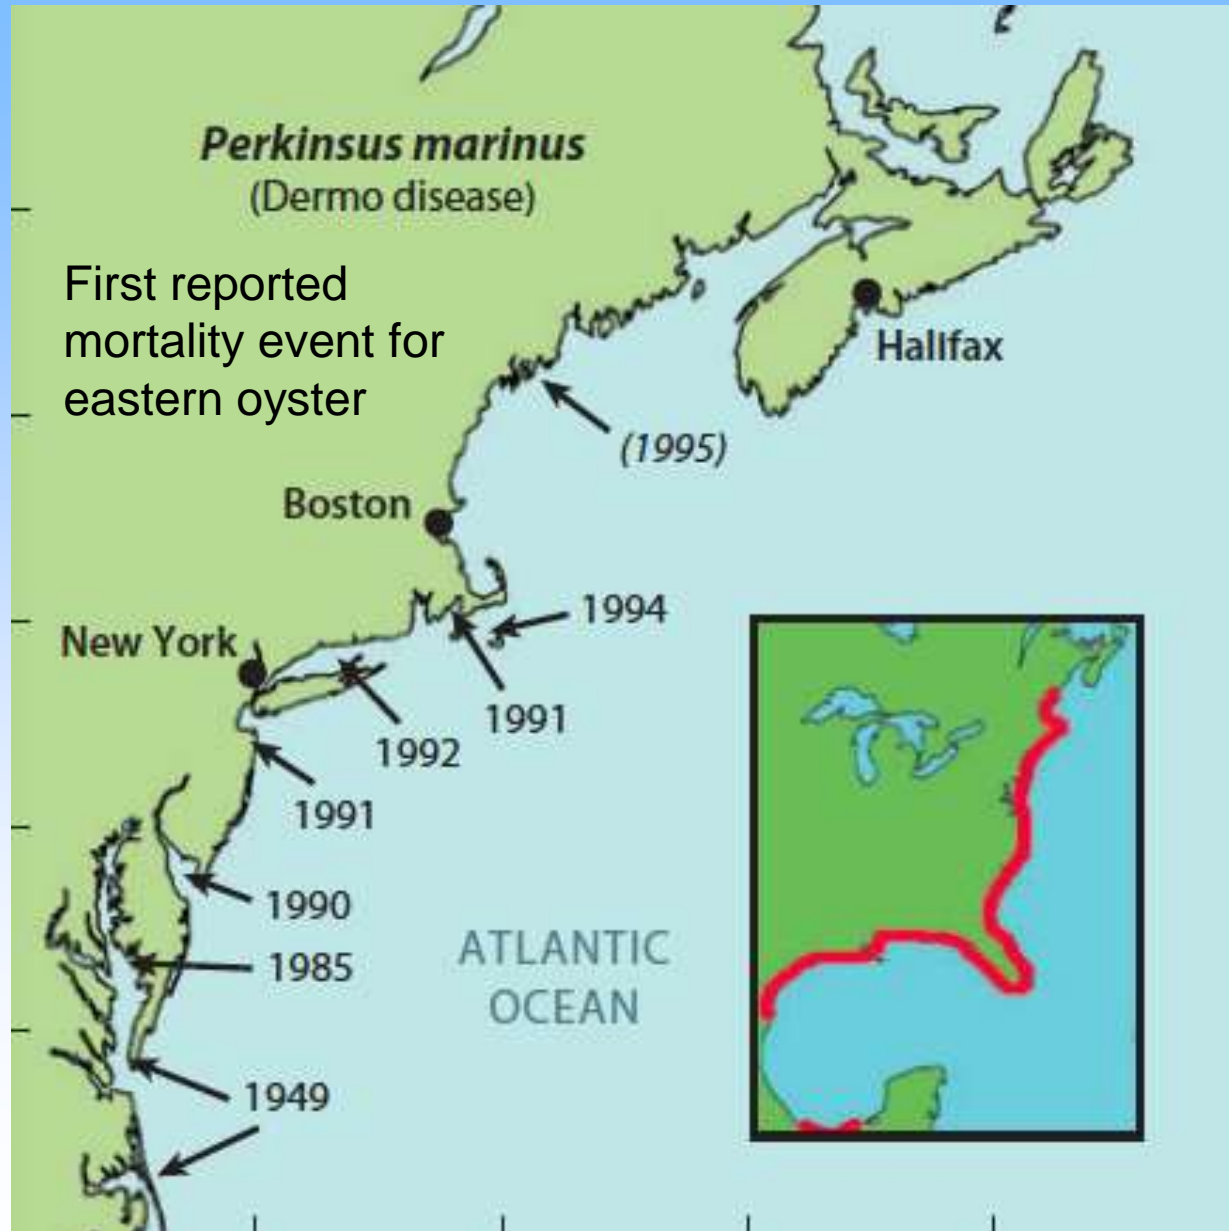 Perkinsus marinus
(Dermo disease)
First reported
mortality event for
eastern oyster
Halifax
(1995)
Boston
1994
New York
1991
1992
1991
1990
ATLANTIC
OCEAN
1985
1949